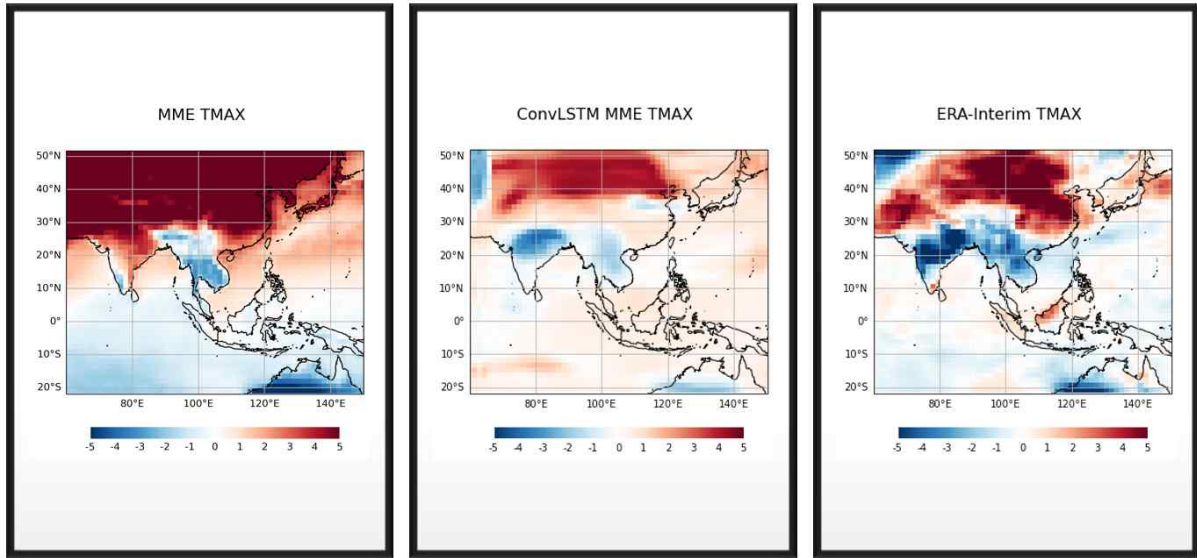 MME TMAX
50°N
40°N
30°N
20°N
10°N
0°
10°S
20°S
80°E 100°E 120°E 140°E
-5 -4 -3 -2 -1 0 1 2 3 4 5
ConvLSTM MME TMAX
50°N
40°N
30°N
20°N
10°N
0°
10°S
20°S
80°E 100°E 120°E 140°E
-5 -4 -3 -2 -1 0 1 2 3 4 5
ERA-Interim TMAX
50°N
40°N
30°N
20°N
10°N
0°
10°S
20°S
80°E 100°E 120°E 140°E
-5 -4 -3 -2 -1 0 1 2 3 4 5